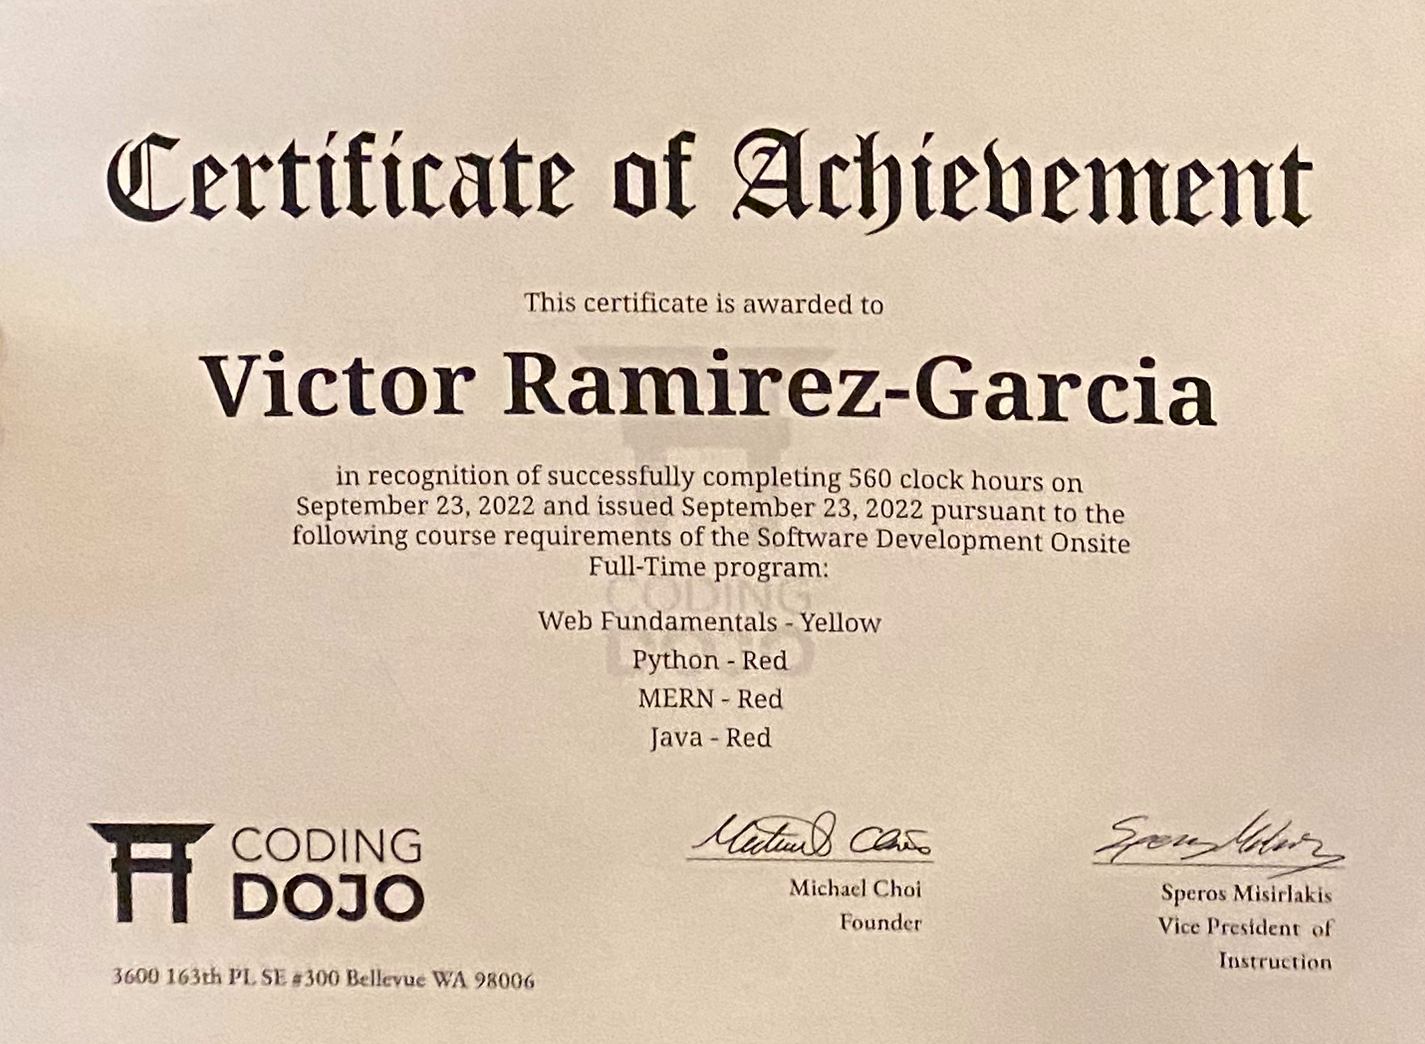 Certificate of Achievement
This certificate is awarded to
Victor Ramirez-Garcia
in recognition of successfully completing 560 clock hours on
September 23, 2022 and issued September 23, 2022 pursuant to the
following course requirements of the Software Development Onsite
Full-Time program:
CODING
DOJO
Web Fundamentals - Yellow
Python - Red
MERN - Red
Java - Red
CODING
DOJO
3600 163th PL SE #300 Bellevue WA 98006
Michael Choi
Founder
Speros Misirlakis
Vice President of
Instruction